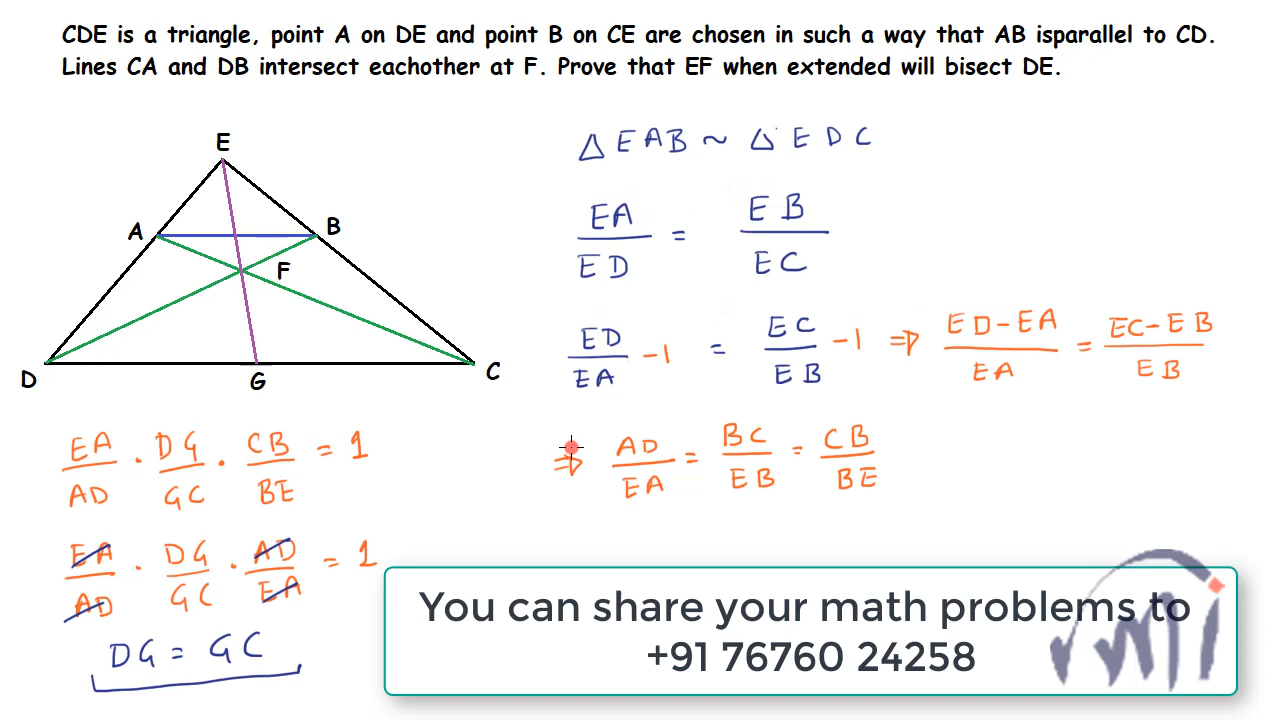 CDE is a triangle, point A on DE and point B on CE are chosen in such a way that AB isparallel to CD.
Lines CA and DB intersect eachother at F. Prove that EF when extended will bisect DE.
E
A
B
F
D
G
C
△ EAB ~ △ EDC
EA/ED = EB/EC
ED/EA - 1 = EC/EB - 1 ⇒ ED-EA/EA = EC-EB/EB
⇒ AD/EA = BC/EB = CB/BE
EA/AD . DG/GC . CB/BE = 1
EA/AD . DG/GC . AD/EA = 1
DG = GC
You can share your math problems to
+91 76760 24258
vmi